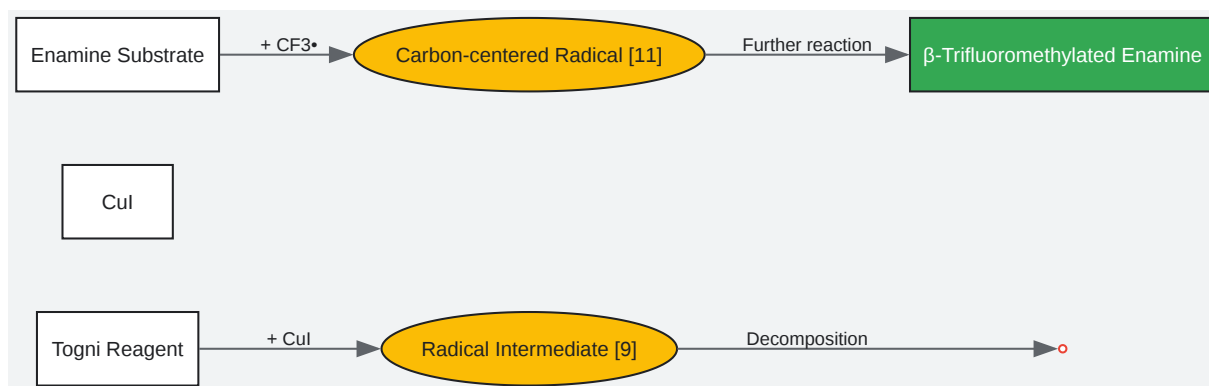 Enamine Substrate
+ CF3•
Carbon-centered Radical [11]
Further reaction
β-Trifluoromethylated Enamine
CuI
Togni Reagent
+ CuI
Radical Intermediate [9]
Decomposition